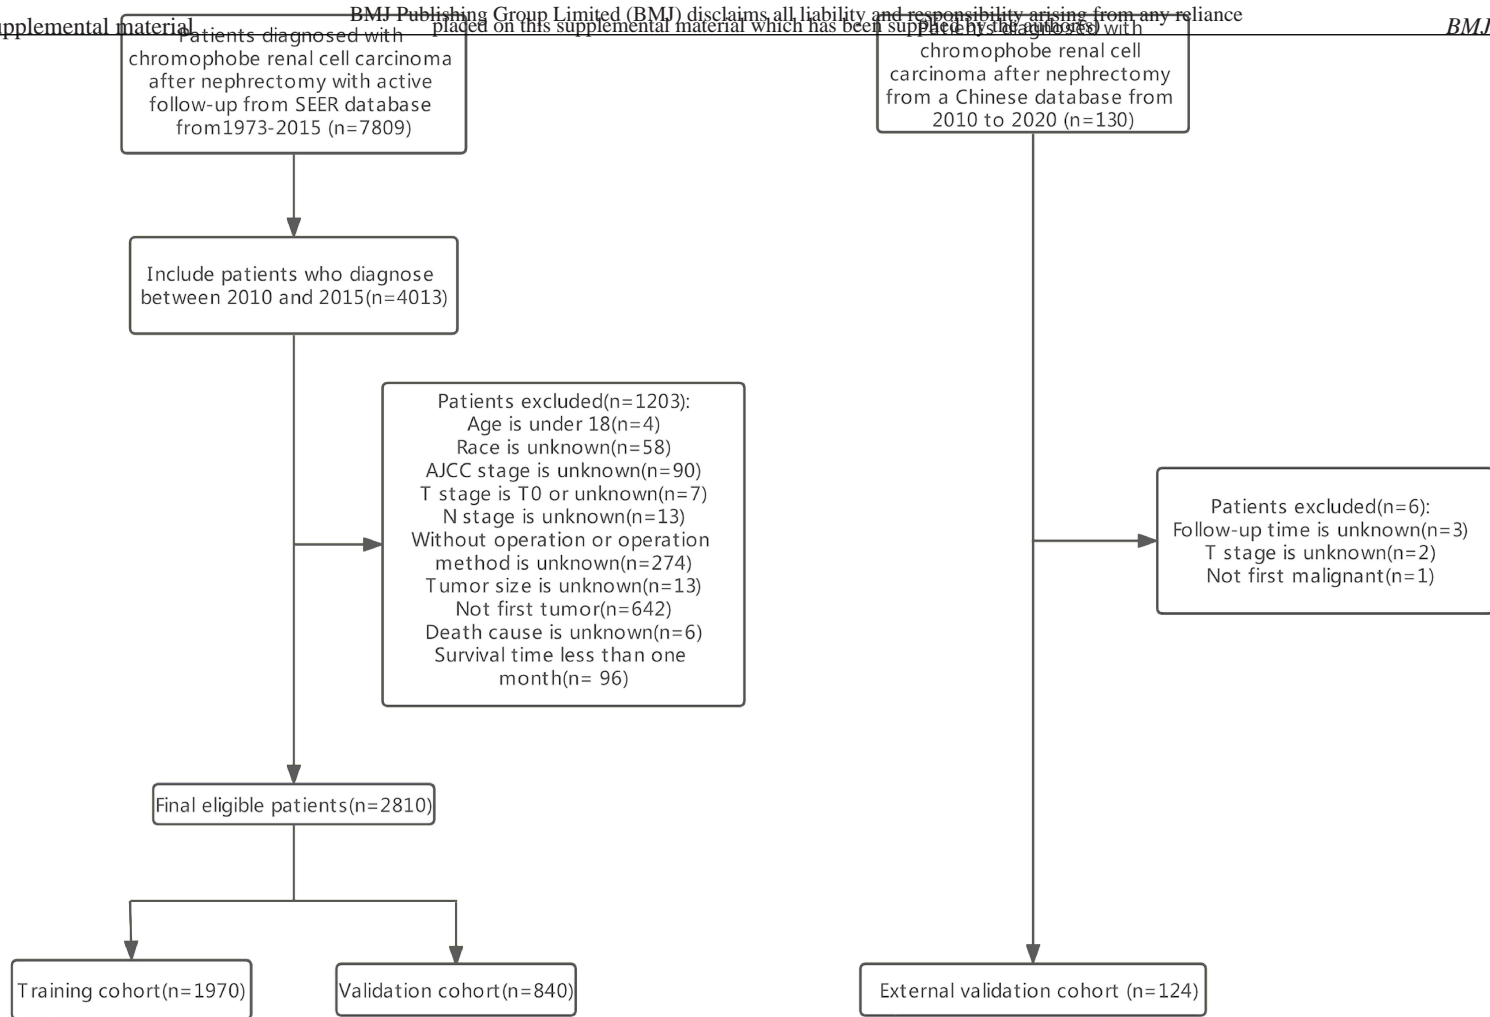 BMJ Publishing Group Limited (BMJ) disclaims all liability and responsibility arising from any reliance
upplemental material
placed on this supplemental material which has been supplied by the author(s)
BMJ
Patients diagnosed with
chromophobe renal cell carcinoma
after nephrectomy with active
follow-up from SEER database
from1973-2015 (n=7809)
Patients diagnosed with
chromophobe renal cell
carcinoma after nephrectomy
from a Chinese database from
2010 to 2020 (n=130)
Include patients who diagnose
between 2010 and 2015(n=4013)
Patients excluded(n=1203):
Age is under 18(n=4)
Race is unknown(n=58)
AJCC stage is unknown(n=90)
T stage is T0 or unknown(n=7)
N stage is unknown(n=13)
Without operation or operation
method is unknown(n=274)
Tumor size is unknown(n=13)
Not first tumor(n=642)
Death cause is unknown(n=6)
Survival time less than one
month(n= 96)
Patients excluded(n=6):
Follow-up time is unknown(n=3)
T stage is unknown(n=2)
Not first malignant(n=1)
Final eligible patients(n=2810)
Training cohort(n=1970)
Validation cohort(n=840)
External validation cohort (n=124)